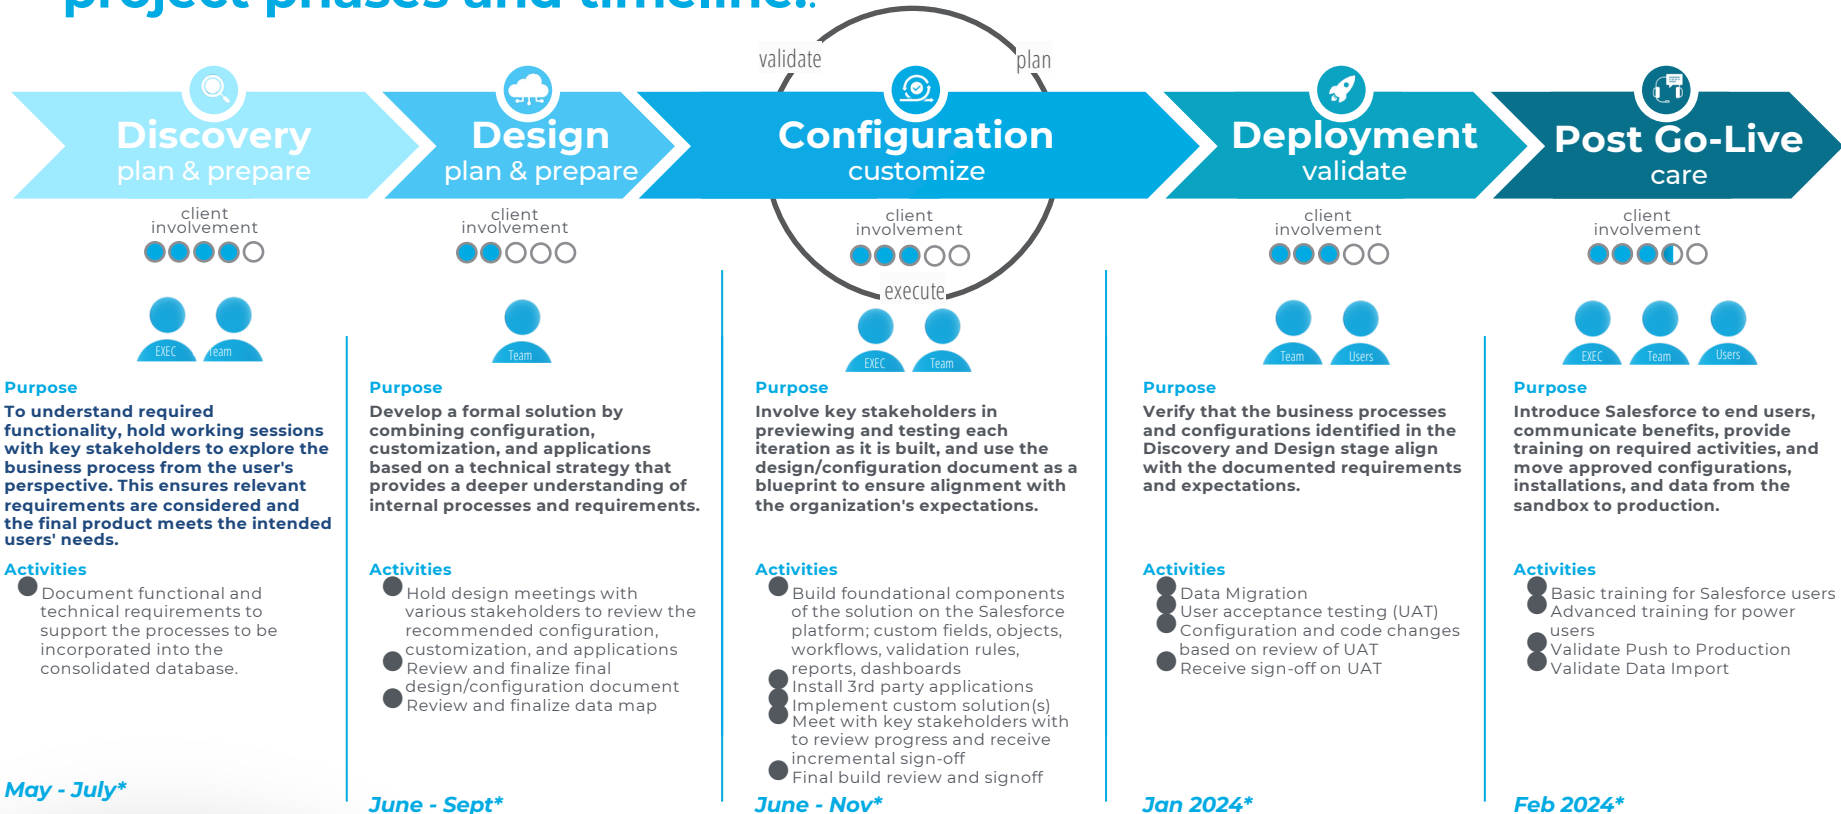 project phases and timeline.:
validate
plan
Discovery
plan & prepare
Design
plan & prepare
Configuration
customize
Deployment
validate
Post Go-Live
care
client
involvement
client
involvement
client
involvement
client
involvement
client
involvement
execute
EXEC
Team
Team
EXEC
Team
Team
Users
EXEC
Team
Users
Purpose
To understand required
functionality, hold working sessions
with key stakeholders to explore the
business process from the user's
perspective. This ensures relevant
requirements are considered and
the final product meets the intended
users' needs.
Activities
Document functional and
technical requirements to
support the processes to be
incorporated into the
consolidated database.
May - July*
Purpose
Develop a formal solution by
combining configuration,
customization, and applications
based on a technical strategy that
provides a deeper understanding of
internal processes and requirements.
Activities
Hold design meetings with
various stakeholders to review the
recommended configuration,
customization, and applications
Review and finalize final
design/configuration document
Review and finalize data map
June - Sept*
Purpose
Involve key stakeholders in
previewing and testing each
iteration as it is built, and use the
design/configuration document as a
blueprint to ensure alignment with
the organization's expectations.
Activities
Build foundational components
of the solution on the Salesforce
platform; custom fields, objects,
workflows, validation rules,
reports, dashboards
Install 3rd party applications
Implement custom solution(s)
Meet with key stakeholders with
to review progress and receive
incremental sign-off
Final build review and signoff
June - Nov*
Purpose
Verify that the business processes
and configurations identified in the
Discovery and Design stage align
with the documented requirements
and expectations.
Activities
Data Migration
User acceptance testing (UAT)
Configuration and code changes
based on review of UAT
Receive sign-off on UAT
Jan 2024*
Purpose
Introduce Salesforce to end users,
communicate benefits, provide
training on required activities, and
move approved configurations,
installations, and data from the
sandbox to production.
Activities
Basic training for Salesforce users
Advanced training for power
users
Validate Push to Production
Validate Data Import
Feb 2024*